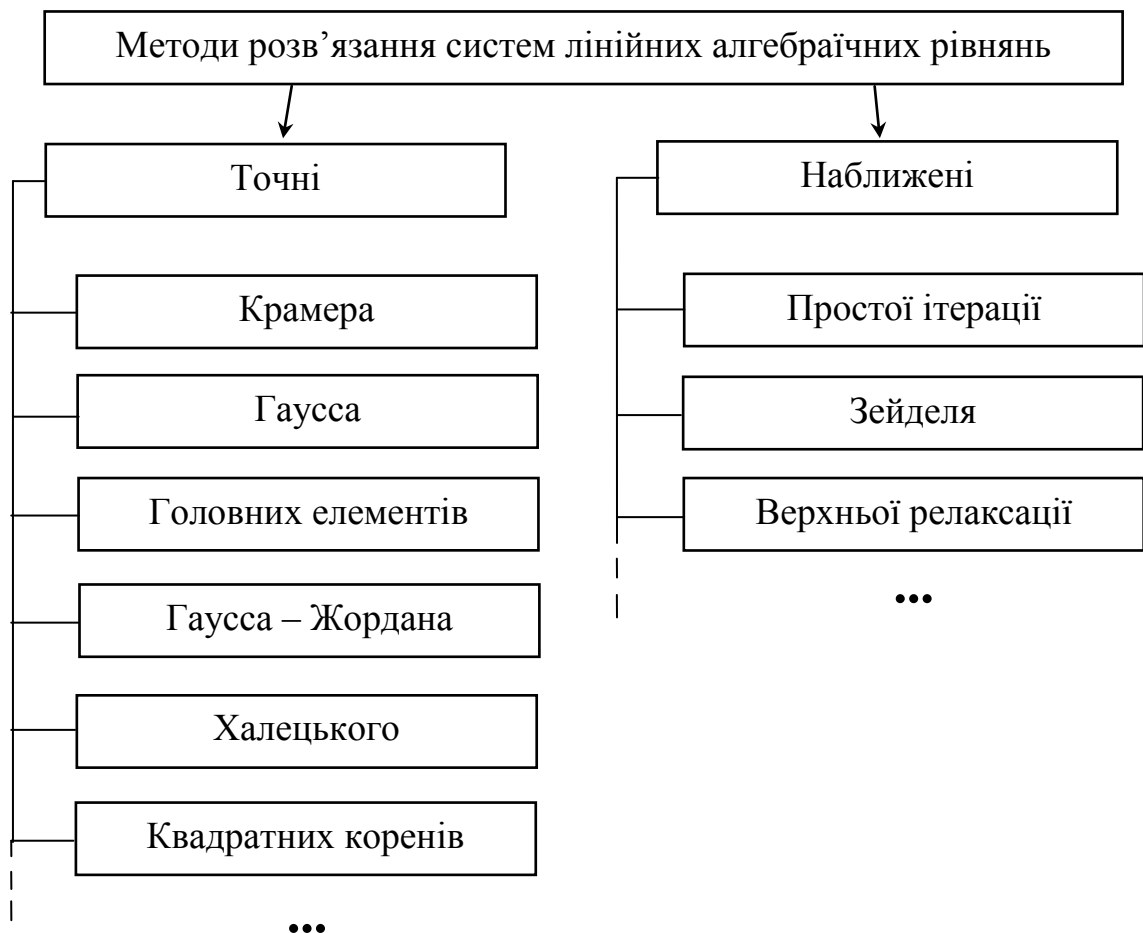 Методи розв’язання систем лінійних алгебраїчних рівнянь
Точні
Крамера
Гаусса
Головних елементів
Гаусса – Жордана
Халецького
Квадратних коренів
...
Наближені
Простої ітерації
Зейделя
Верхньої релаксації
...